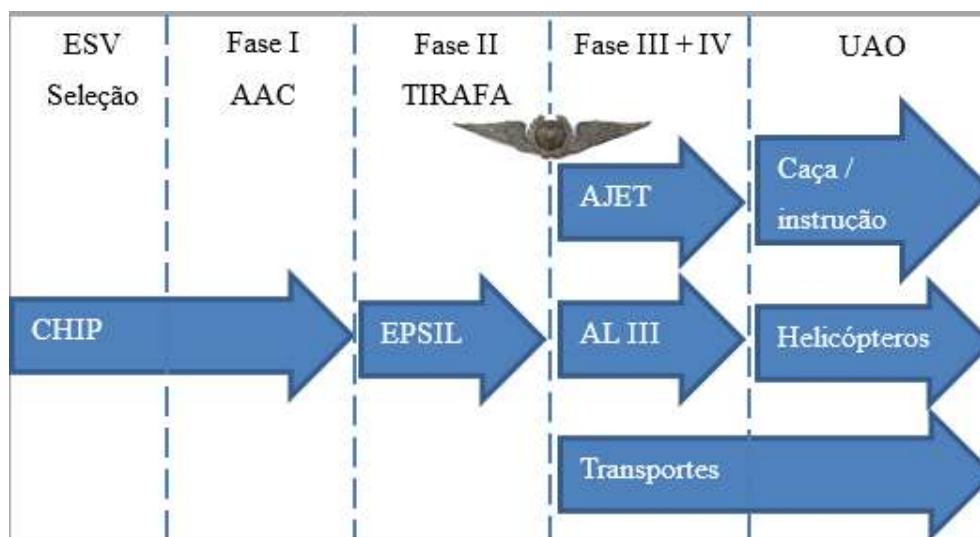 ESV
Seleção
Fase I
AAC
Fase II
TIRAFA
Fase III + IV
UAO
AJET
Caça /
instrução
CHIP
EPSIL
AL III
Helicópteros
Transportes